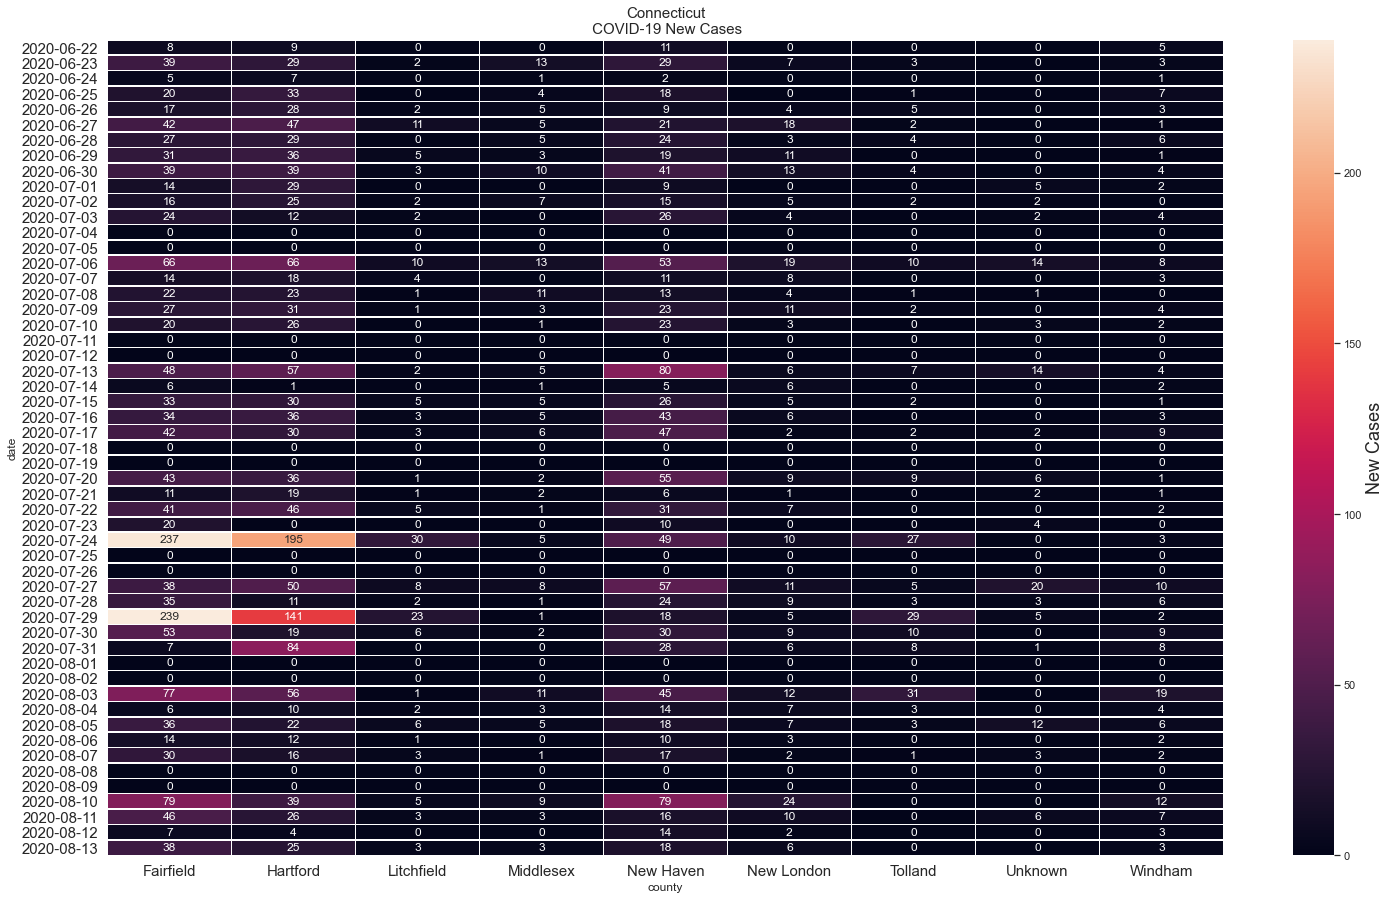 Connecticut
COVID-19 New Cases
2020-06-22 8 9 0 0 11 0 0 0 5
2020-06-23 39 29 2 13 29 7 3 0 3
2020-06-24 5 7 0 1 2 0 0 0 1
2020-06-25 20 33 0 4 18 0 1 0 7
2020-06-26 17 28 2 5 9 4 5 0 3
2020-06-27 42 47 11 5 21 18 2 0 1
2020-06-28 27 29 0 5 24 3 4 0 6
2020-06-29 31 36 5 3 19 11 0 0 1
2020-06-30 39 39 3 10 41 13 4 0 4
2020-07-01 14 29 0 0 9 0 0 5 2
2020-07-02 16 25 2 7 15 5 2 2 0
2020-07-03 24 12 2 0 26 4 0 2 4
2020-07-04 0 0 0 0 0 0 0 0 0
2020-07-05 0 0 0 0 0 0 0 0 0
2020-07-06 66 66 10 13 53 19 10 14 8
2020-07-07 14 18 4 0 11 8 0 0 3
2020-07-08 22 23 1 11 13 4 1 1 0
2020-07-09 27 31 1 3 23 11 2 0 4
2020-07-10 20 26 0 1 23 3 0 3 2
2020-07-11 0 0 0 0 0 0 0 0 0
2020-07-12 0 0 0 0 0 0 0 0 0
2020-07-13 48 57 2 5 80 6 7 14 4
2020-07-14 6 1 0 1 5 6 0 0 2
2020-07-15 33 30 5 5 26 5 2 0 1
2020-07-16 34 36 3 5 43 6 0 0 3
2020-07-17 42 30 3 6 47 2 2 2 9
2020-07-18 0 0 0 0 0 0 0 0 0
2020-07-19 0 0 0 0 0 0 0 0 0
2020-07-20 43 36 1 2 55 9 9 6 1
2020-07-21 11 19 1 2 6 1 0 2 1
2020-07-22 41 46 5 1 31 7 0 0 2
2020-07-23 20 0 0 0 10 0 0 4 0
2020-07-24 237 195 30 5 49 10 27 0 3
2020-07-25 0 0 0 0 0 0 0 0 0
2020-07-26 0 0 0 0 0 0 0 0 0
2020-07-27 38 50 8 8 57 11 5 20 10
2020-07-28 35 11 2 1 24 9 3 3 6
2020-07-29 239 141 23 1 18 5 29 5 2
2020-07-30 53 19 6 2 30 9 10 0 9
2020-07-31 7 84 0 0 28 6 8 1 8
2020-08-01 0 0 0 0 0 0 0 0 0
2020-08-02 0 0 0 0 0 0 0 0 0
2020-08-03 77 56 1 11 45 12 31 0 19
2020-08-04 6 10 2 3 14 7 3 0 4
2020-08-05 36 22 6 5 18 7 3 12 6
2020-08-06 14 12 1 0 10 3 0 0 2
2020-08-07 30 16 3 1 17 2 1 3 2
2020-08-08 0 0 0 0 0 0 0 0 0
2020-08-09 0 0 0 0 0 0 0 0 0
2020-08-10 79 39 5 9 79 24 0 0 12
2020-08-11 46 26 3 3 16 10 0 6 7
2020-08-12 7 4 0 0 14 2 0 0 3
2020-08-13 38 25 3 3 18 6 0 0 3
date
Fairfield Hartford Litchfield Middlesex New Haven New London Tolland Unknown Windham
county
200
150
100
50
0
New Cases